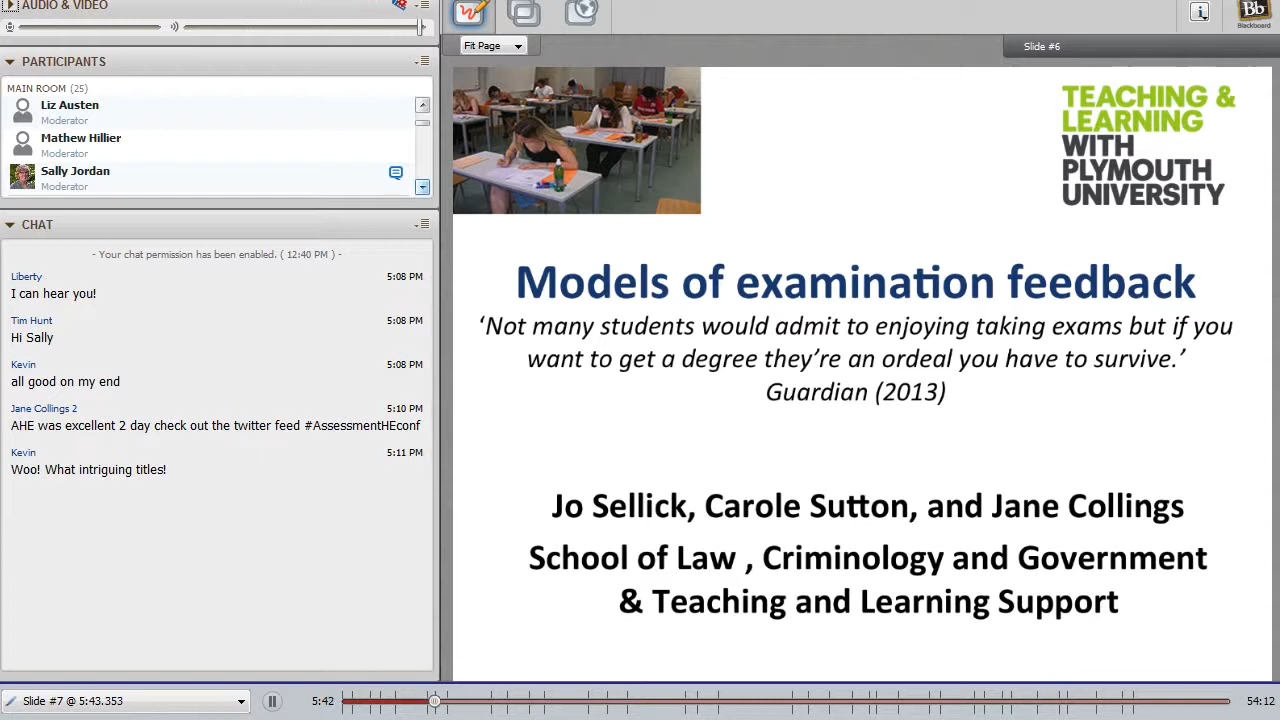 AUDIO & VIDEO
PARTICIPANTS
MAIN ROOM (25)
Liz Austen
Moderator
Mathew Hillier
Moderator
Sally Jordan
Moderator
CHAT
- Your chat permission has been enabled. ( 12:40 PM ) -
Liberty 5:08 PM
I can hear you!
Tim Hunt 5:08 PM
Hi Sally
Kevin 5:08 PM
all good on my end
Jane Collings 2 5:10 PM
AHE was excellent 2 day check out the twitter feed #AssessmentHEconf
Kevin 5:11 PM
Woo! What intriguing titles!
Bb
Blackboard
Fit Page
Slide #6
TEACHING &
LEARNING
WITH
PLYMOUTH
UNIVERSITY
Models of examination feedback
‘Not many students would admit to enjoying taking exams but if you
want to get a degree they’re an ordeal you have to survive.’
Guardian (2013)
Jo Sellick, Carole Sutton, and Jane Collings
School of Law , Criminology and Government
& Teaching and Learning Support
Slide #7 @ 5:43.353
5:42
54:12